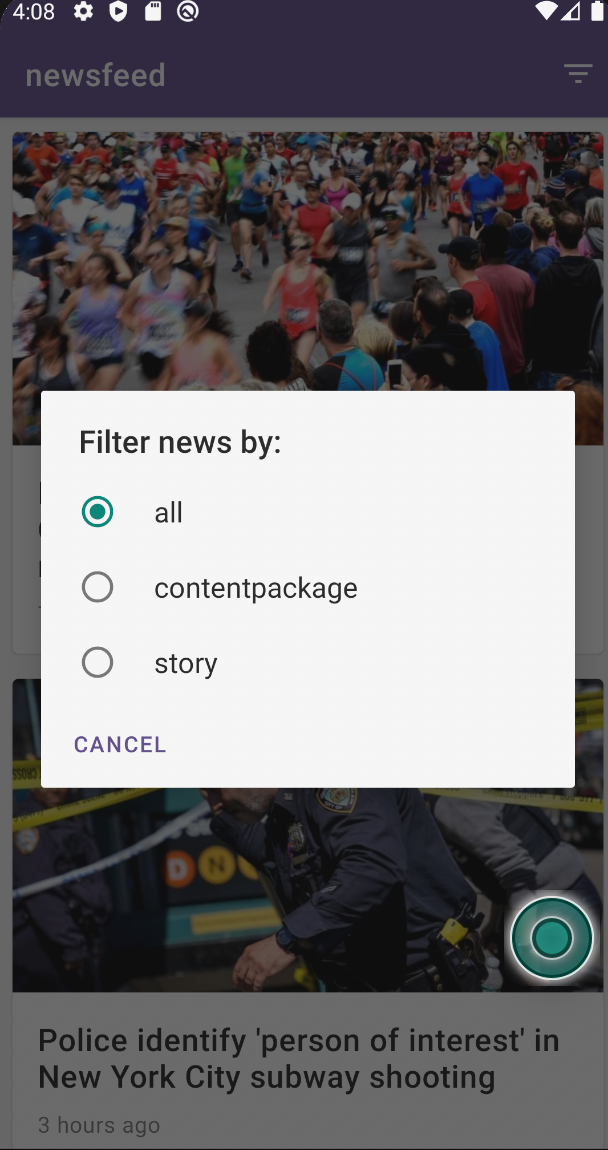 4:08
newsfeed
Filter news by:
all
contentpackage
story
CANCEL
D N
Police identify 'person of interest' in
New York City subway shooting
3 hours ago